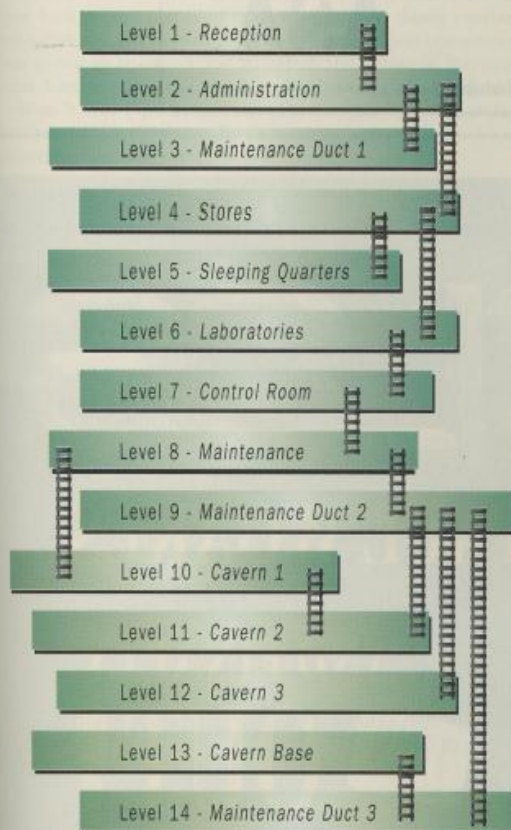 Level 1 - Reception
Level 2 - Administration
Level 3 - Maintenance Duct 1
Level 4 - Stores
Level 5 - Sleeping Quarters
Level 6 - Laboratories
Level 7 - Control Room
Level 8 - Maintenance
Level 9 - Maintenance Duct 2
Level 10 - Cavern 1
Level 11 - Cavern 2
Level 12 - Cavern 3
Level 13 - Cavern Base
Level 14 - Maintenance Duct 3